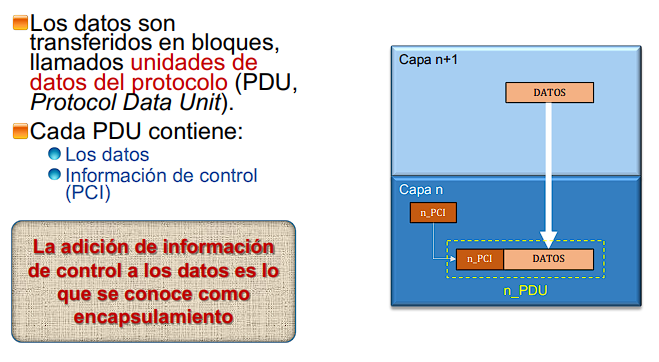 Los datos son
transferidos en bloques,
llamados unidades de
datos del protocolo (PDU,
Protocol Data Unit).
Cada PDU contiene:
Los datos
Información de control
(PCI)
La adición de información
de control a los datos es lo
que se conoce como
encapsulamiento
Capa n+1
DATOS
Capa n
n_PCI
n_PCI
DATOS
n_PDU